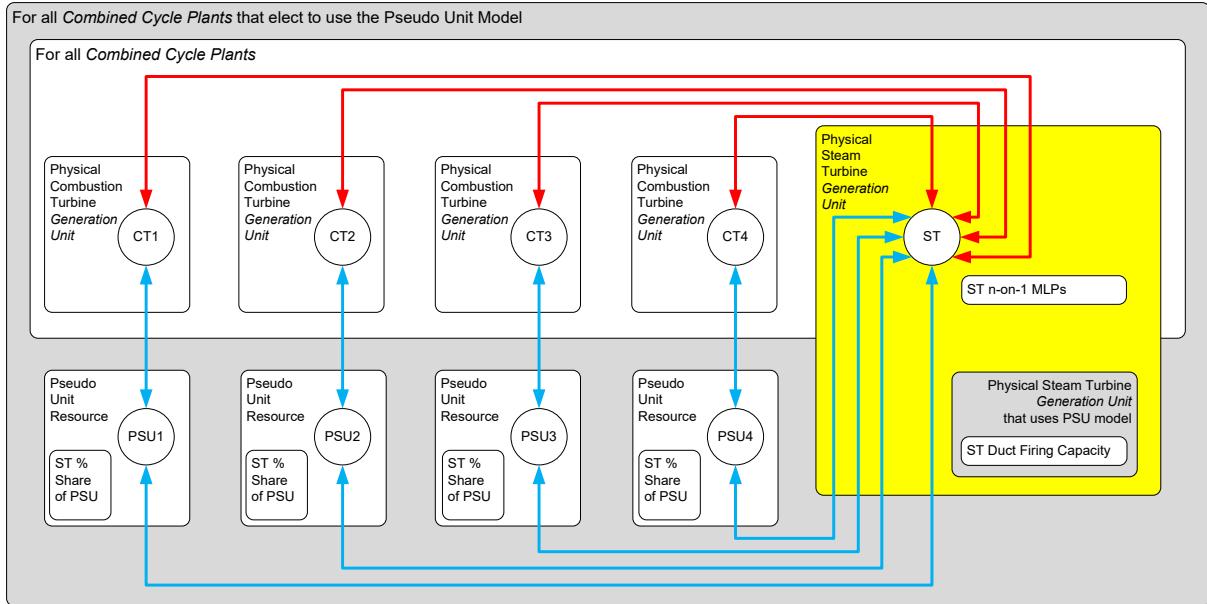 For all Combined Cycle Plants that elect to use the Pseudo Unit Model
For all Combined Cycle Plants
Physical
Combustion
Turbine
Generation
Unit
CT1
Physical
Combustion
Turbine
Generation
Unit
CT2
Physical
Combustion
Turbine
Generation
Unit
CT3
Physical
Combustion
Turbine
Generation
Unit
CT4
Physical
Steam
Turbine
Generation
Unit
ST
ST n-on-1 MLPs
Pseudo
Unit
Resource
PSU1
ST %
Share
of PSU
Pseudo
Unit
Resource
PSU2
ST %
Share
of PSU
Pseudo
Unit
Resource
PSU3
ST %
Share
of PSU
Pseudo
Unit
Resource
PSU4
ST %
Share
of PSU
Physical Steam Turbine
Generation Unit
that uses PSU model
ST Duct Firing Capacity